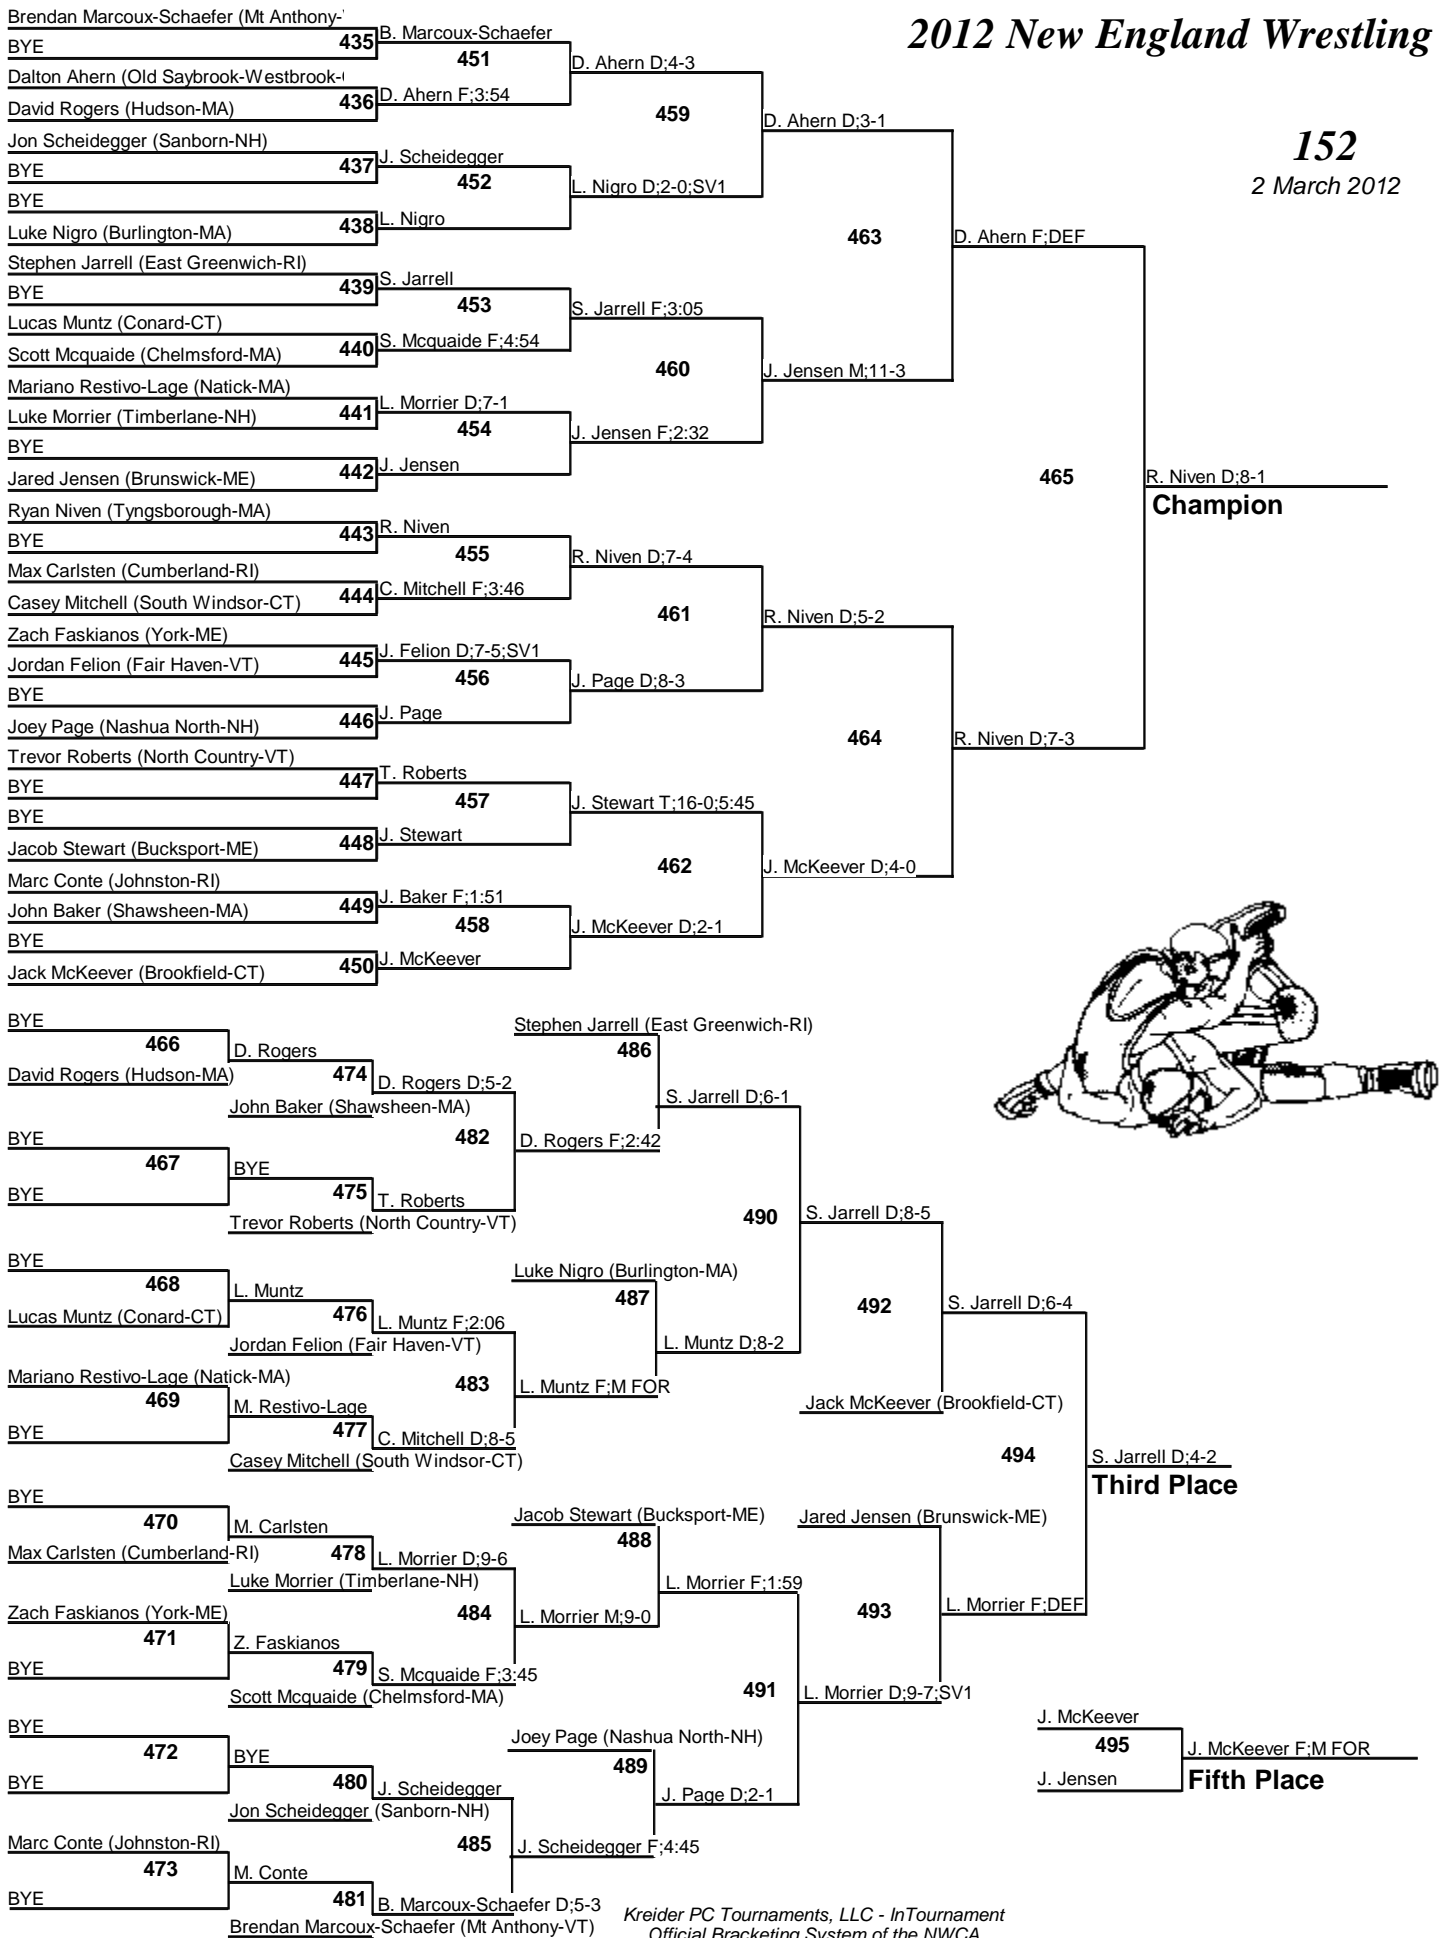 2012 New England Wrestling
152
2 March 2012
Brendan Marcoux-Schaefer (Mt Anthony-
BYE
435
B. Marcoux-Schaefer
451
Dalton Ahern (Old Saybrook-Westbrook-
David Rogers (Hudson-MA)
436
D. Ahern F;3:54
D. Ahern D;4-3
459
Jon Scheidegger (Sanborn-NH)
BYE
437
J. Scheidegger
452
BYE
Luke Nigro (Burlington-MA)
438
L. Nigro
L. Nigro D;2-0;SV1
D. Ahern D;3-1
463
Stephen Jarrell (East Greenwich-RI)
BYE
439
S. Jarrell
453
Lucas Muntz (Conard-CT)
Scott Mcquaide (Chelmsford-MA)
440
S. Mcquaide F;4:54
S. Jarrell F;3:05
460
Mariano Restivo-Lage (Natick-MA)
Luke Morrier (Timberlane-NH)
441
L. Morrier D;7-1
454
BYE
Jared Jensen (Brunswick-ME)
442
J. Jensen
J. Jensen F;2:32
J. Jensen M;11-3
D. Ahern F;DEF
465
R. Niven D;8-1
Champion
Ryan Niven (Tyngsborough-MA)
BYE
443
R. Niven
455
Max Carlsten (Cumberland-RI)
Casey Mitchell (South Windsor-CT)
444
C. Mitchell F;3:46
R. Niven D;7-4
461
Zach Faskianos (York-ME)
Jordan Felion (Fair Haven-VT)
445
J. Felion D;7-5;SV1
456
BYE
Joey Page (Nashua North-NH)
446
J. Page
J. Page D;8-3
R. Niven D;5-2
464
R. Niven D;7-3
Trevor Roberts (North Country-VT)
BYE
447
T. Roberts
457
BYE
Jacob Stewart (Bucksport-ME)
448
J. Stewart
J. Stewart T;16-0;5:45
462
Marc Conte (Johnston-RI)
John Baker (Shawsheen-MA)
449
J. Baker F;1:51
458
BYE
Jack McKeever (Brookfield-CT)
450
J. McKeever
J. McKeever D;2-1
J. McKeever D;4-0
BYE
466
David Rogers (Hudson-MA)
D. Rogers
474
John Baker (Shawsheen-MA)
D. Rogers D;5-2
482
BYE
467
BYE
BYE
475
Trevor Roberts (North Country-VT)
T. Roberts
Stephen Jarrell (East Greenwich-RI)
486
D. Rogers F;2:42
S. Jarrell D;6-1
490
BYE
468
Lucas Muntz (Conard-CT)
L. Muntz
476
Jordan Felion (Fair Haven-VT)
L. Muntz F;2:06
483
Mariano Restivo-Lage (Natick-MA)
469
BYE
M. Restivo-Lage
477
Casey Mitchell (South Windsor-CT)
C. Mitchell D;8-5
Luke Nigro (Burlington-MA)
487
L. Muntz F;M FOR
L. Muntz D;8-2
S. Jarrell D;8-5
492
Jack McKeever (Brookfield-CT)
S. Jarrell D;6-4
494
S. Jarrell D;4-2
Third Place
BYE
470
Max Carlsten (Cumberland-RI)
M. Carlsten
478
Luke Morrier (Timberlane-NH)
L. Morrier D;9-6
484
Zach Faskianos (York-ME)
471
BYE
Z. Faskianos
479
Scott Mcquaide (Chelmsford-MA)
S. Mcquaide F;3:45
Jacob Stewart (Bucksport-ME)
488
L. Morrier M;9-0
L. Morrier F;1:59
491
Jared Jensen (Brunswick-ME)
493
L. Morrier D;9-7;SV1
L. Morrier F;DEF
BYE
472
BYE
BYE
480
Jon Scheidegger (Sanborn-NH)
J. Scheidegger
485
Marc Conte (Johnston-RI)
473
BYE
M. Conte
481
Brendan Marcoux-Schaefer (Mt Anthony-VT)
B. Marcoux-Schaefer D;5-3
Joey Page (Nashua North-NH)
489
J. Scheidegger F;4:45
J. Page D;2-1
J. McKeever
495
J. Jensen
J. McKeever F;M FOR
Fifth Place
Kreider PC Tournaments, LLC - InTournament
Official Bracketing System of the NWCA